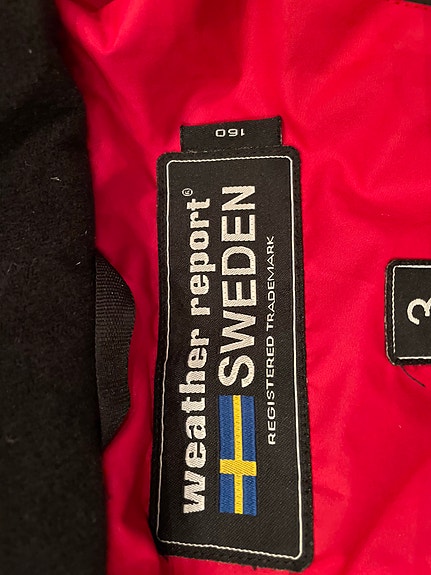 160
weather report®
SWEDEN
REGISTERED TRADEMARK
3